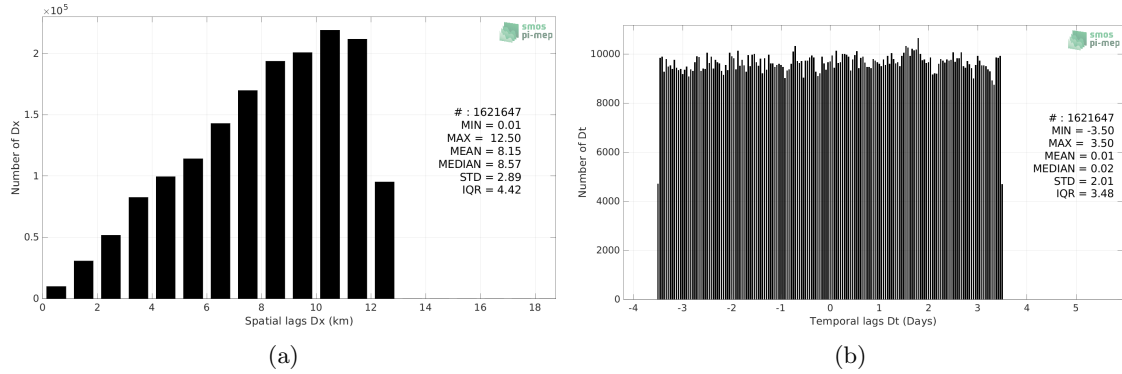 ×10^5
smos
pi-mep
2
1.5
1
0.5
0
Number of Dx
# : 1621647
MIN = 0.01
MAX = 12.50
MEAN = 8.15
MEDIAN = 8.57
STD = 2.89
IQR = 4.42
0 2 4 6 8 10 12 14 16 18
Spatial lags Dx (km)
(a)
smos
pi-mep
10000
8000
6000
4000
2000
0
Number of Dt
# : 1621647
MIN = -3.50
MAX = 3.50
MEAN = 0.01
MEDIAN = 0.02
STD = 2.01
IQR = 3.48
-4 -3 -2 -1 0 1 2 3 4 5
Temporal lags Dt (Days)
(b)